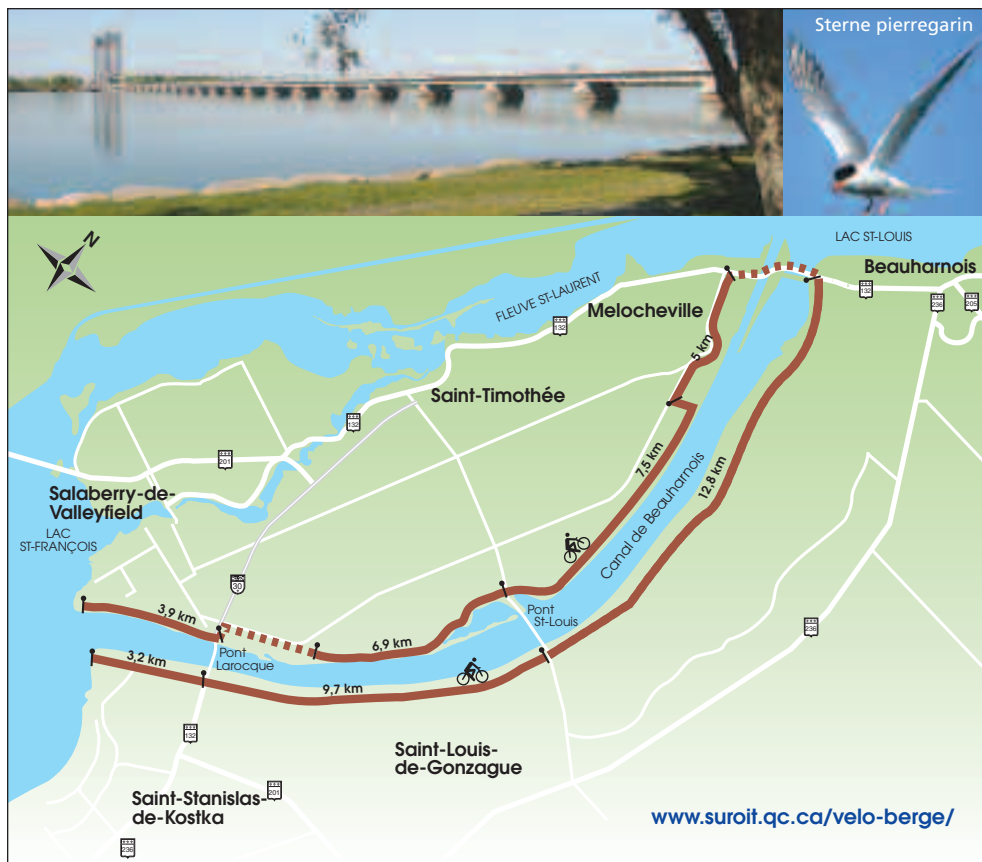 Sterne pierregarin
N
LAC ST-LOUIS
Beauharnois
FLEUVE ST-LAURENT
132
236
205
Melocheville
132
5 km
Saint-Timothée
132
201
7,5 km
12,8 km
Canal de Beauharnois
Salaberry-de-
Valleyfield
LAC
ST-FRANÇOIS
30
3,9 km
Pont
St-Louis
236
6,9 km
3,2 km
Pont
Larocque
9,7 km
132
Saint-Louis-
de-Gonzague
201
Saint-Stanislas-
de-Kostka
236
www.suroit.qc.ca/velo-berge/